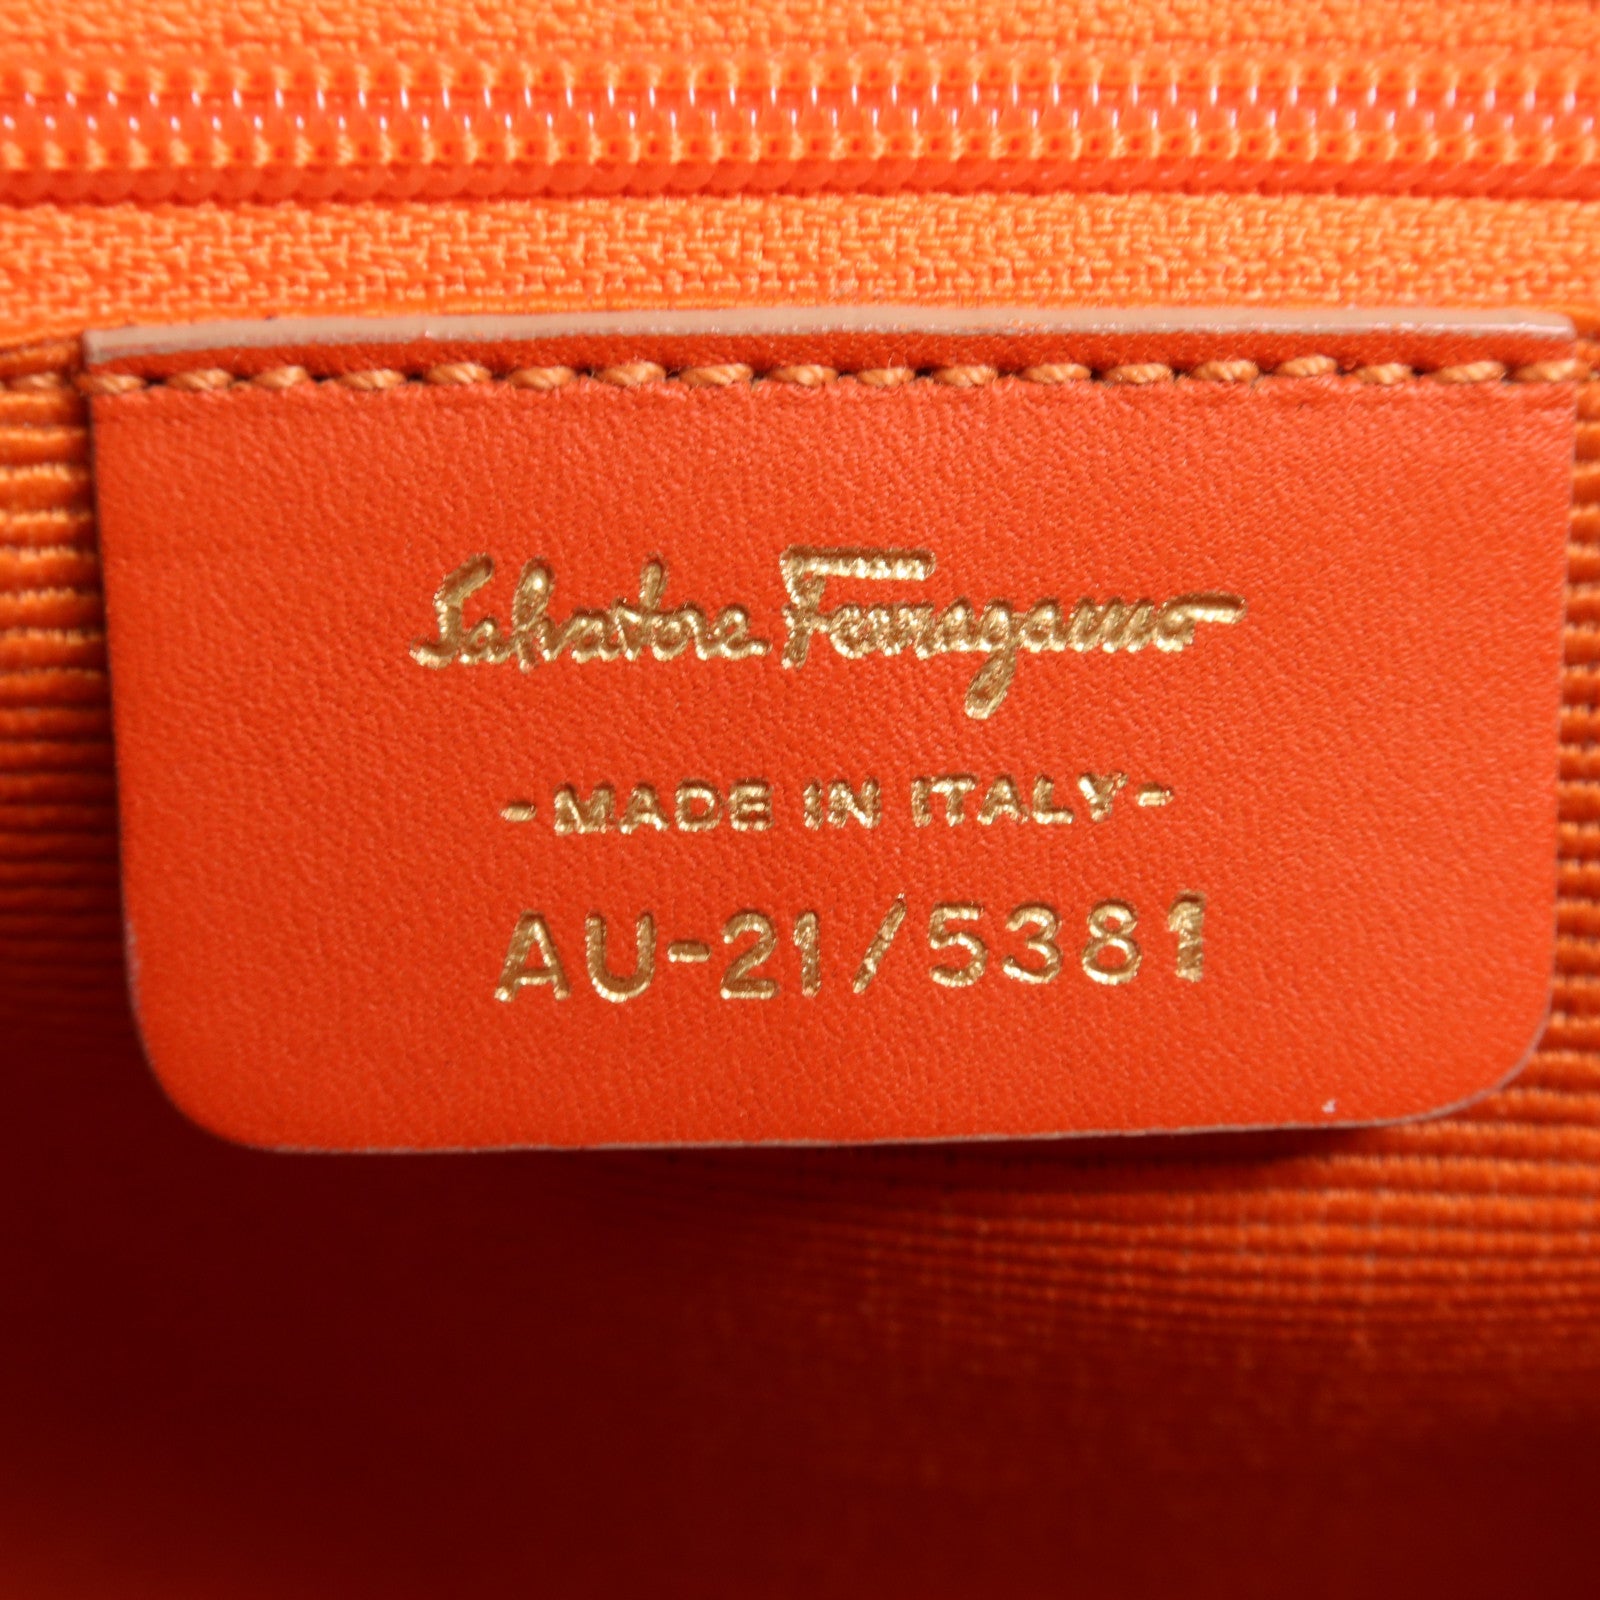 Salvatore Ferragamo
-MADE IN ITALY-
AU-21/5381